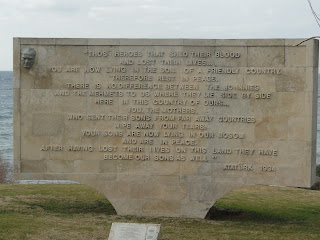 "THOSE HEROES THAT SHED THEIR BLOOD
AND LOST THEIR LIVES...
YOU ARE NOW LYING IN THE SOIL OF A FRIENDLY COUNTRY.
THEREFORE REST IN PEACE.
THERE IS NO DIFFERENCE BETWEEN THE JOHNNIES
AND THE MEHMETS TO US WHERE THEY LIE SIDE BY SIDE
HERE IN THIS COUNTRY OF OURS...
YOU, THE MOTHERS,
WHO SENT THEIR SONS FROM FAR AWAY COUNTRIES
WIPE AWAY YOUR TEARS;
YOUR SONS ARE NOW LYING IN OUR BOSOM
AND ARE IN PEACE.
AFTER HAVING LOST THEIR LIVES ON THIS LAND THEY HAVE
BECOME OUR SONS AS WELL."
ATATÜRK, 1934